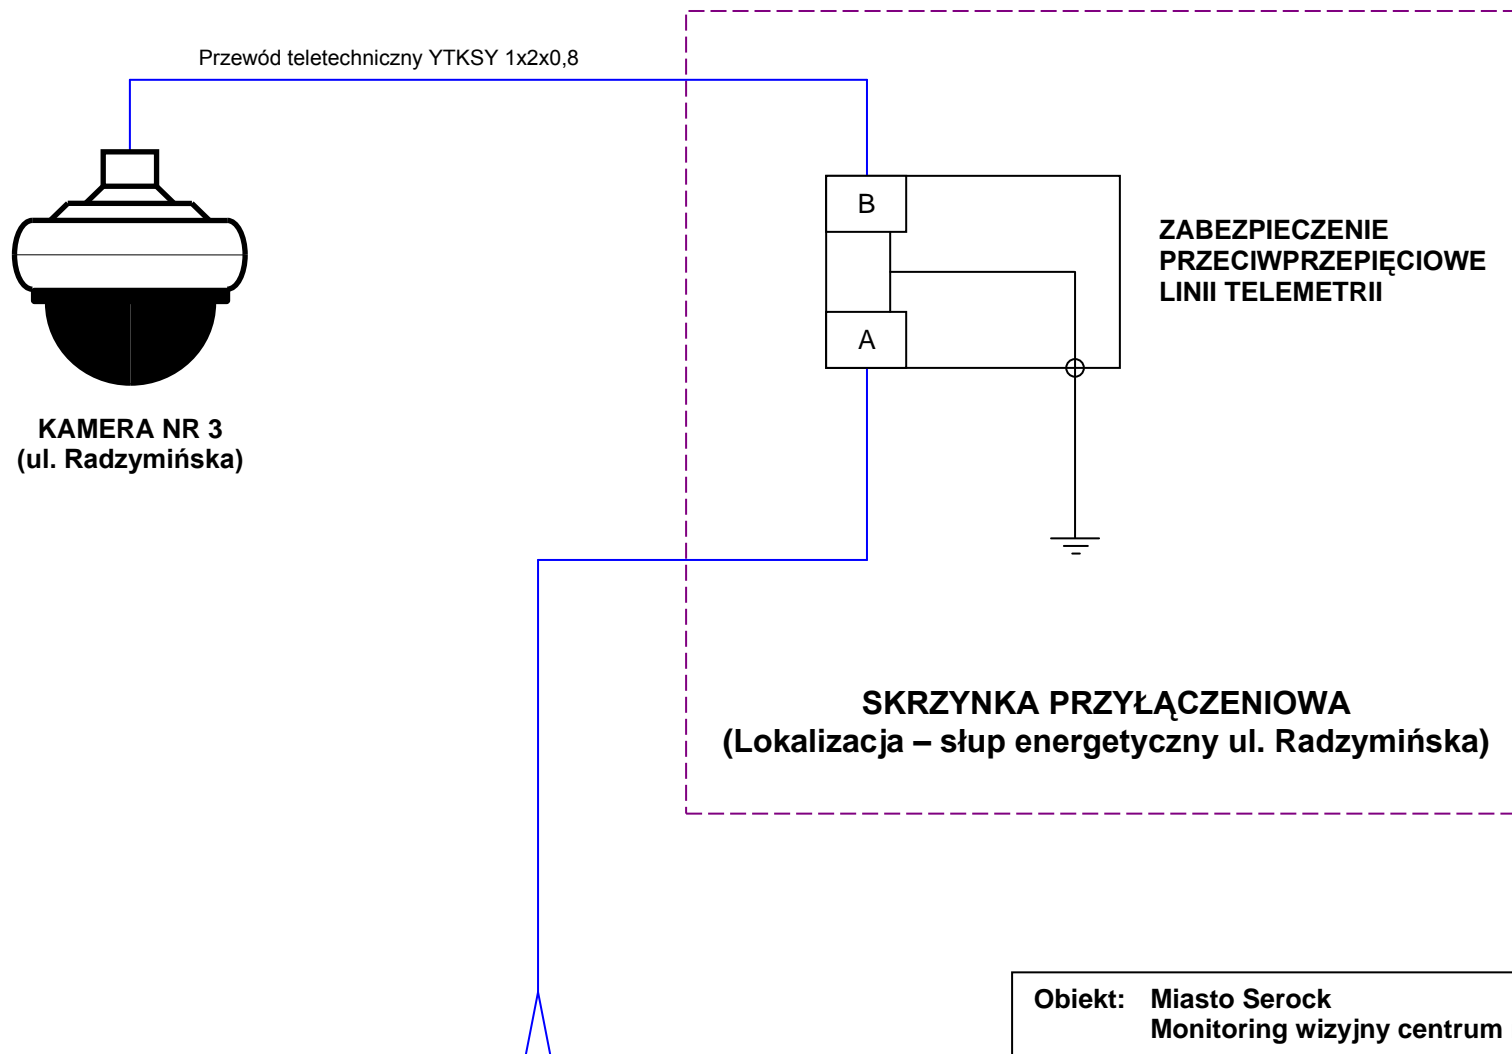 Przewód teletechniczny YTKSY 1x2x0,8
B
ZABEZPIECZENIE
PRZECIWPRZEPIĘCIOWE
LINII TELEMETRII
A
KAMERA NR 3
(ul. Radzymińska)
SKRZYNKA PRZYŁĄCZENIOWA
(Lokalizacja – słup energetyczny ul. Radzymińska)
Obiekt: Miasto Serock
Monitoring wizyjny centrum